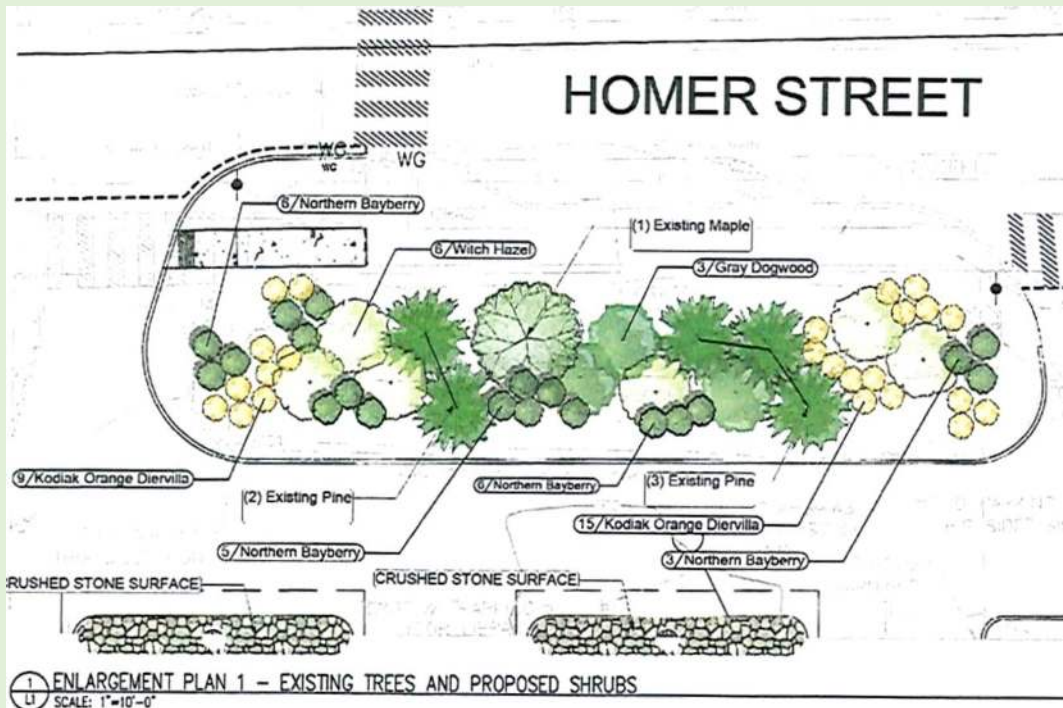 HOMER STREET
WG
WG
WG
6/Northern Bayberry
6/Witch Hazel
(1) Existing Maple
3/Gray Dogwood
9/Kodiak Orange Diervilla
(2) Existing Pine
6/Northern Bayberry
(3) Existing Pine
15/Kodiak Orange Diervilla
5/Northern Bayberry
3/Northern Bayberry
CRUSHED STONE SURFACE
CRUSHED STONE SURFACE
1
L1
ENLARGEMENT PLAN 1 - EXISTING TREES AND PROPOSED SHRUBS
SCALE: 1"=10'-0"